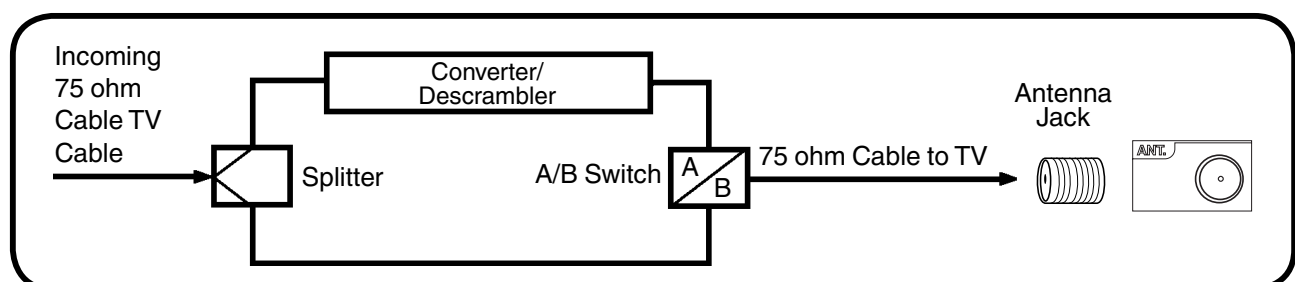 Incoming
75 ohm
Cable TV
Cable
Converter/
Descrambler
Splitter
A/B Switch
A
B
75 ohm Cable to TV
Antenna
Jack
ANT.